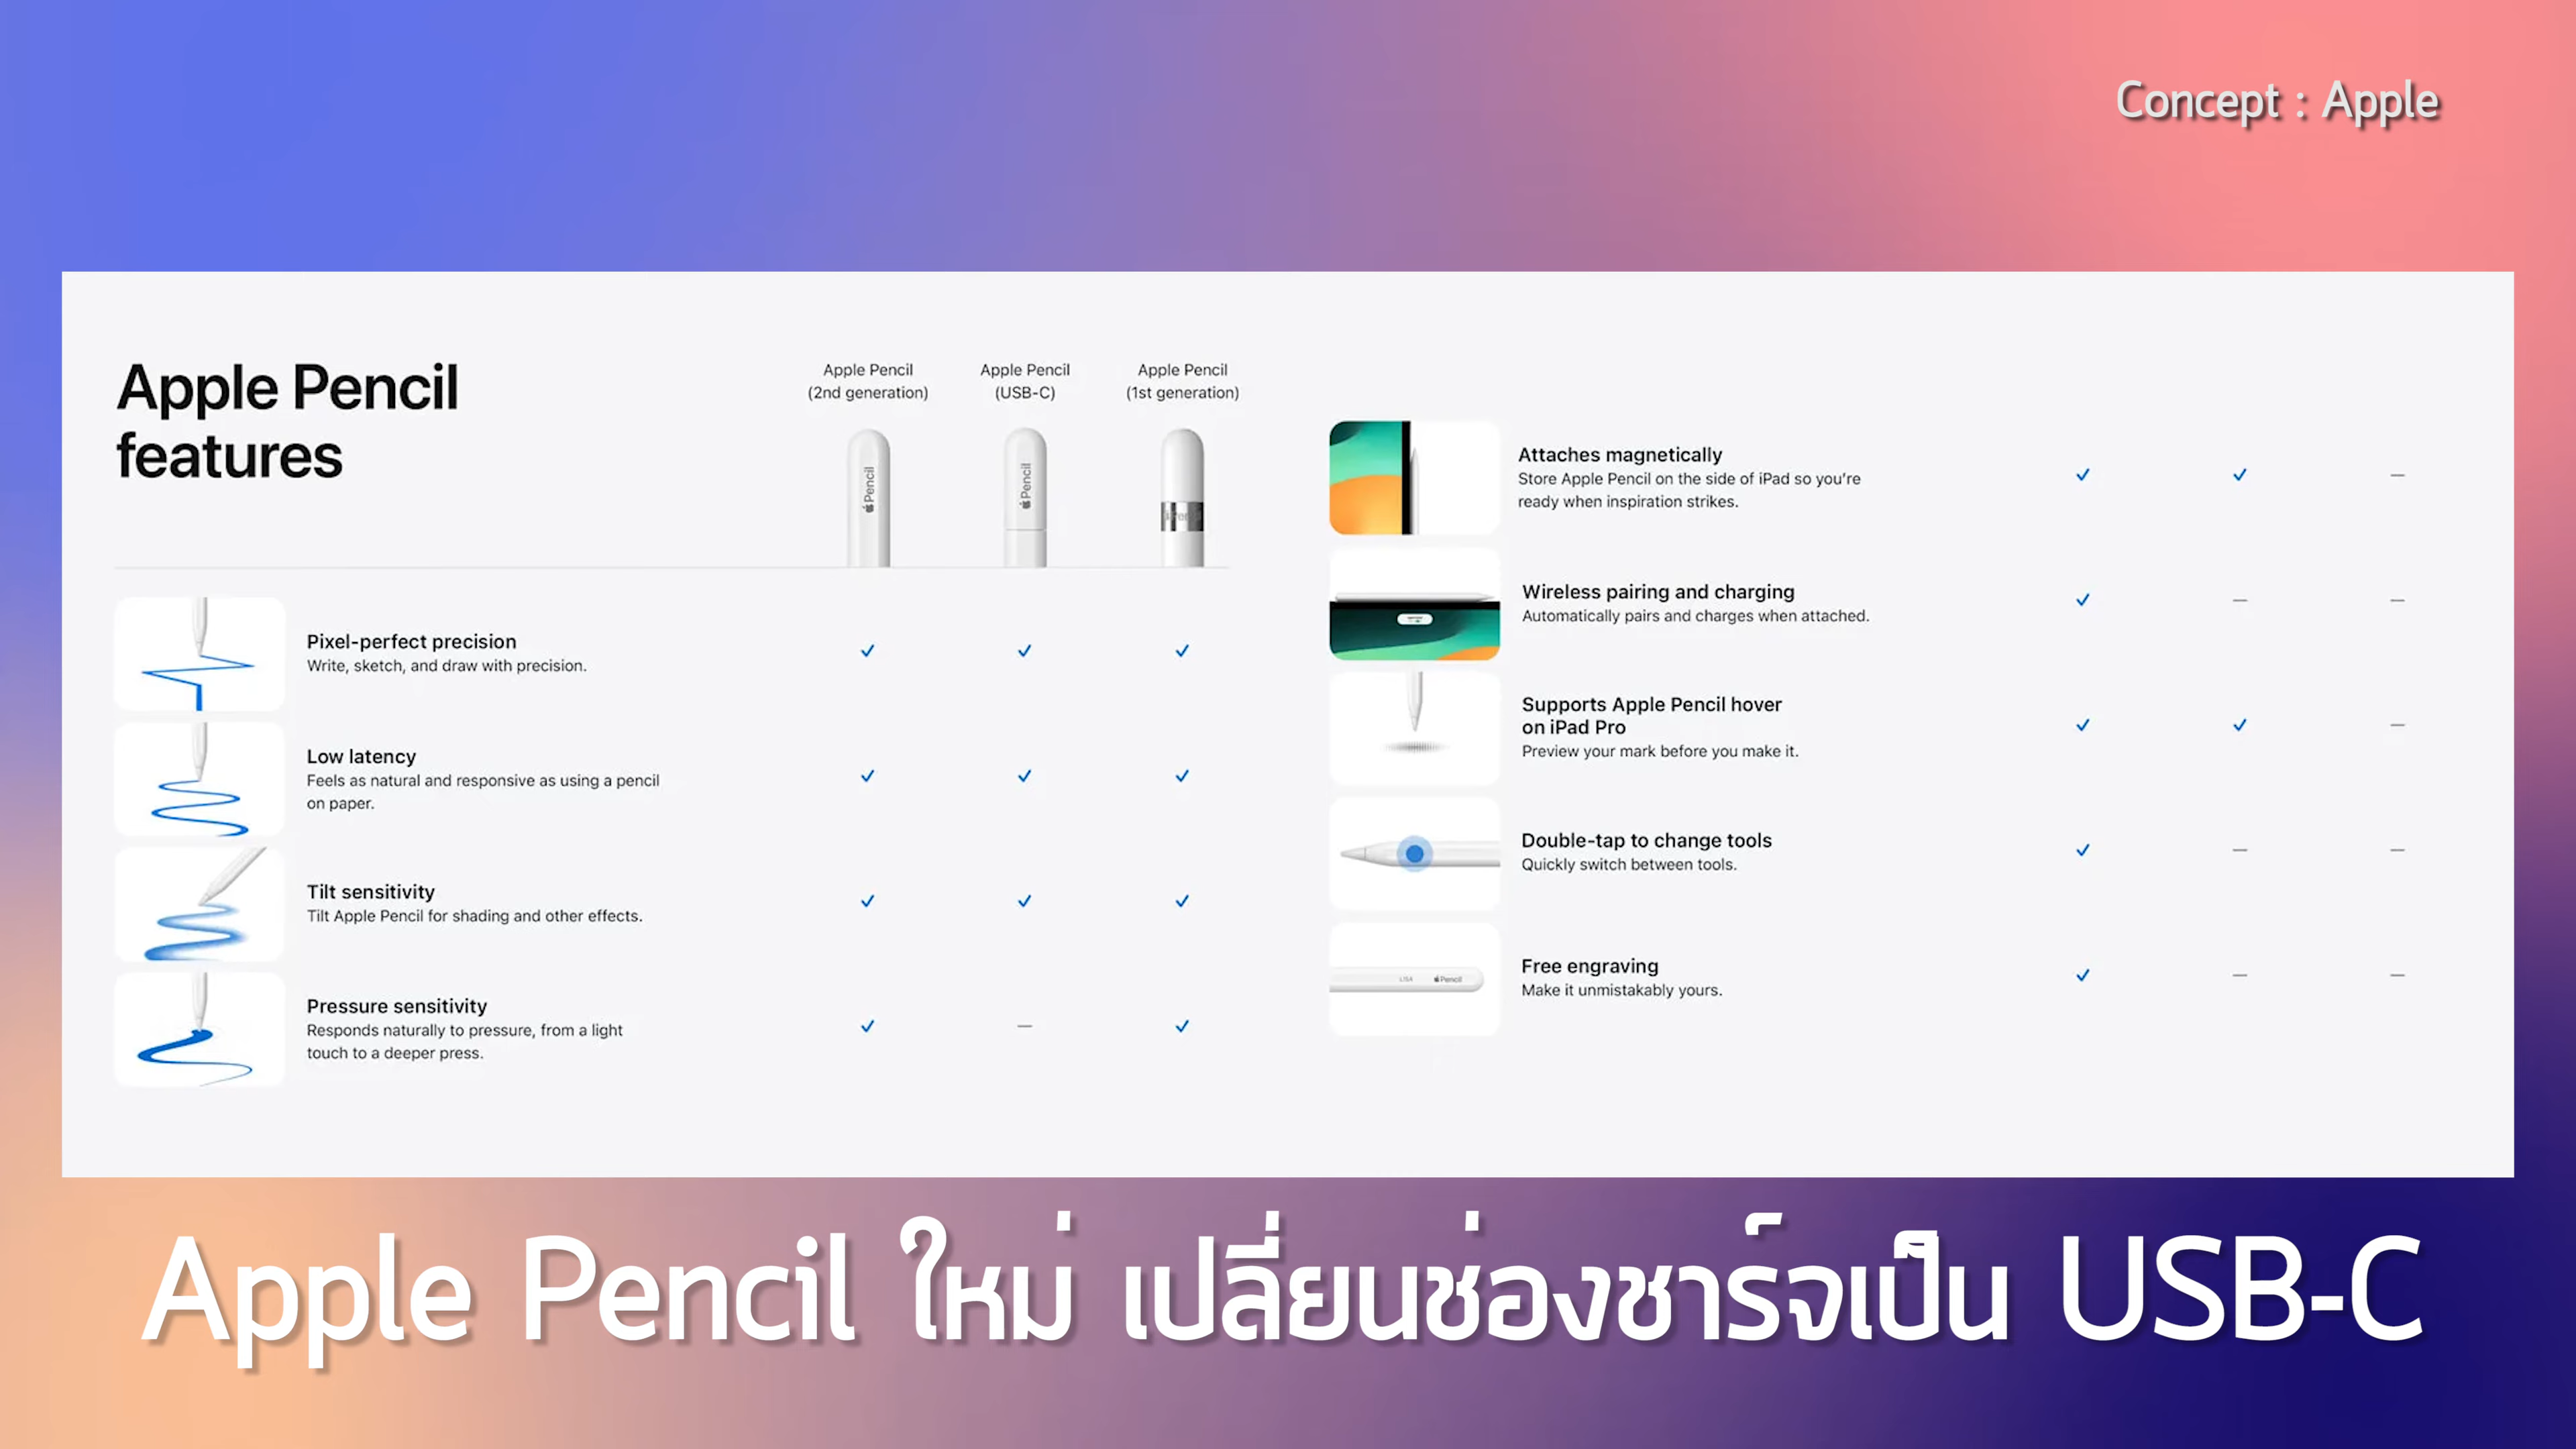 Concept : Apple
Apple Pencil
features
Apple Pencil
(2nd generation)
Apple Pencil
(USB-C)
Apple Pencil
(1st generation)
Pencil
Pencil
Pixel-perfect precision
Write, sketch, and draw with precision.
Low latency
Feels as natural and responsive as using a pencil
on paper.
Tilt sensitivity
Tilt Apple Pencil for shading and other effects.
Pressure sensitivity
Responds naturally to pressure, from a light
touch to a deeper press.
Attaches magnetically
Store Apple Pencil on the side of iPad so you're
ready when inspiration strikes.
Wireless pairing and charging
Automatically pairs and charges when attached.
Supports Apple Pencil hover
on iPad Pro
Preview your mark before you make it.
Double-tap to change tools
Quickly switch between tools.
LISA Pencil
Free engraving
Make it unmistakably yours.
Apple Pencil ใหม่ เปลี่ยนช่องชาร์จเป็น USB-C